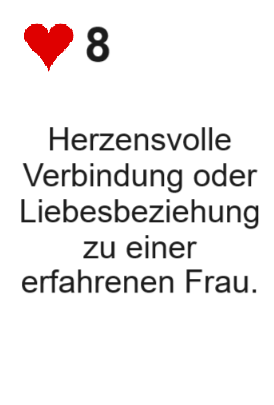 8
Herzensvolle
Verbindung oder
Liebesbeziehung
zu einer
erfahrenen Frau.